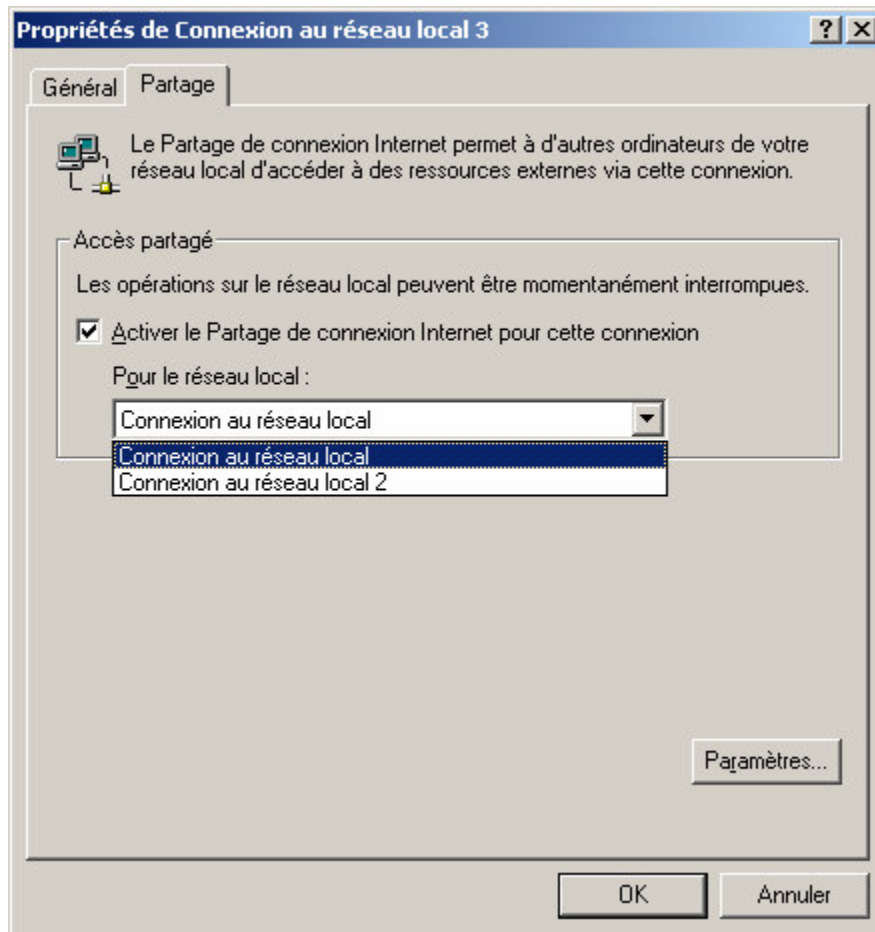 Propriétés de Connexion au réseau local 3
Général
Partage
Le Partage de connexion Internet permet à d'autres ordinateurs de votre
réseau local d'accéder à des ressources externes via cette connexion.
Accès partagé
Les opérations sur le réseau local peuvent être momentanément interrompues.
Activer le Partage de connexion Internet pour cette connexion
Pour le réseau local :
Connexion au réseau local
Connexion au réseau local
Connexion au réseau local 2
Paramètres...
OK
Annuler